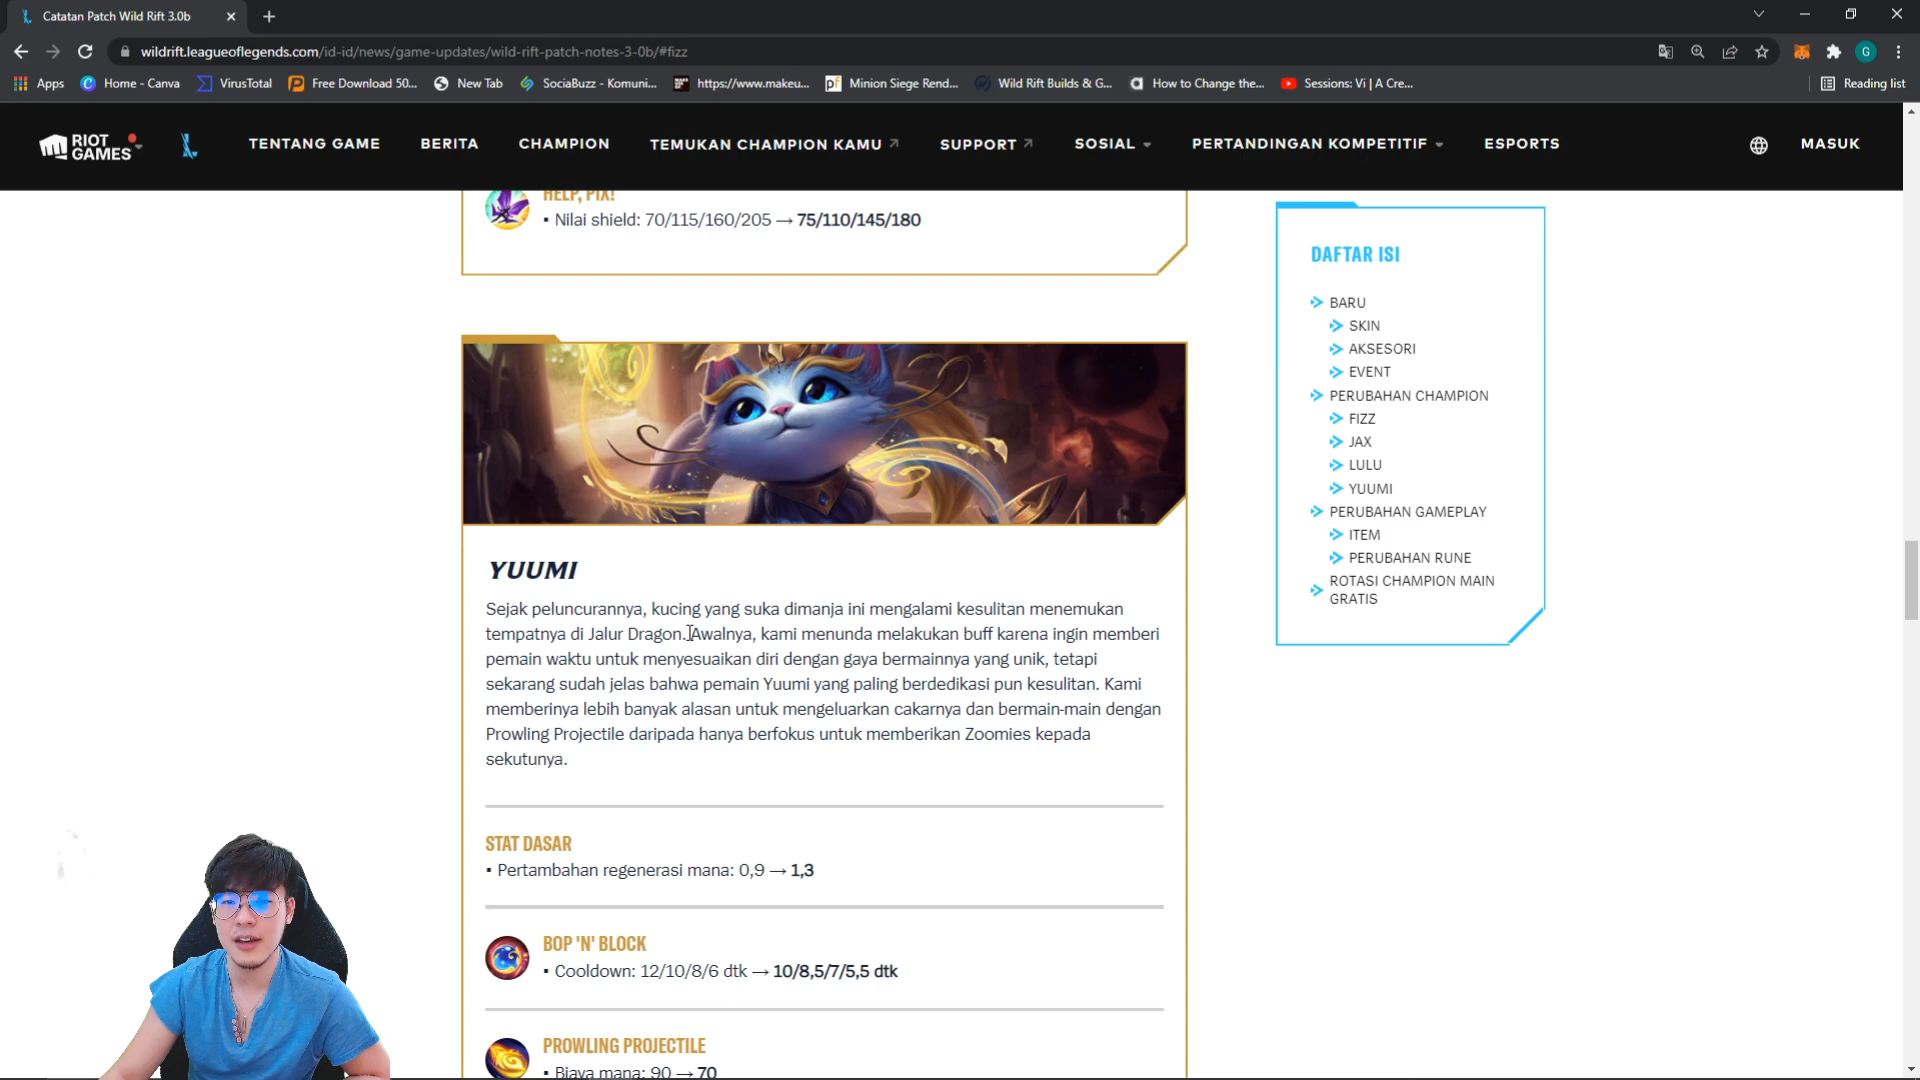 Catatan Patch Wild Rift 3.0b
wildrift.leagueoflegends.com/id-id/news/game-updates/wild-rift-patch-notes-3-0b/#fizz
G
Apps Home - Canva VirusTotal Free Download 50... New Tab SociaBuzz - Komuni... https://www.makeu... Minion Siege Rend... Wild Rift Builds & G... How to Change the... Sessions: Vi | A Cre... Reading list
RIOT GAMES TENTANG GAME BERITA CHAMPION TEMUKAN CHAMPION KAMU SUPPORT SOSIAL PERTANDINGAN KOMPETITIF ESPORTS MASUK
HELP, PIX!
• Nilai shield: 70/115/160/205 → 75/110/145/180
YUUMI
Sejak peluncurannya, kucing yang suka dimanja ini mengalami kesulitan menemukan
tempatnya di Jalur Dragon. Awalnya, kami menunda melakukan buff karena ingin memberi
pemain waktu untuk menyesuaikan diri dengan gaya bermainnya yang unik, tetapi
sekarang sudah jelas bahwa pemain Yuumi yang paling berdedikasi pun kesulitan. Kami
memberinya lebih banyak alasan untuk mengeluarkan cakarnya dan bermain-main dengan
Prowling Projectile daripada hanya berfokus untuk memberikan Zoomies kepada
sekutunya.
STAT DASAR
• Pertambahan regenerasi mana: 0,9 → 1,3
BOP 'N' BLOCK
• Cooldown: 12/10/8/6 dtk → 10/8,5/7/5,5 dtk
PROWLING PROJECTILE
• Biaya mana: 90 → 70
DAFTAR ISI
BARU
SKIN
AKSESORI
EVENT
PERUBAHAN CHAMPION
FIZZ
JAX
LULU
YUUMI
PERUBAHAN GAMEPLAY
ITEM
PERUBAHAN RUNE
ROTASI CHAMPION MAIN
GRATIS